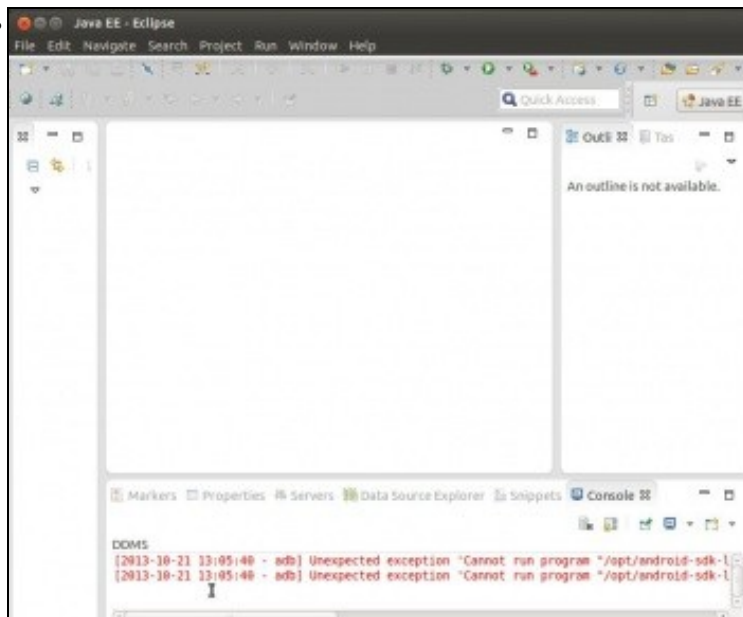 Java EE - Eclipse
File Edit Navigate Search Project Run Window Help
Quick Access
Java EE
Outli Tas
An outline is not available.
Markers Properties Servers Data Source Explorer Snippets Console
DDMS
[2013-10-21 13:05:40 - adb] Unexpected exception 'Cannot run program "/opt/android-sdk-l
[2013-10-21 13:05:40 - adb] Unexpected exception 'Cannot run program "/opt/android-sdk-l